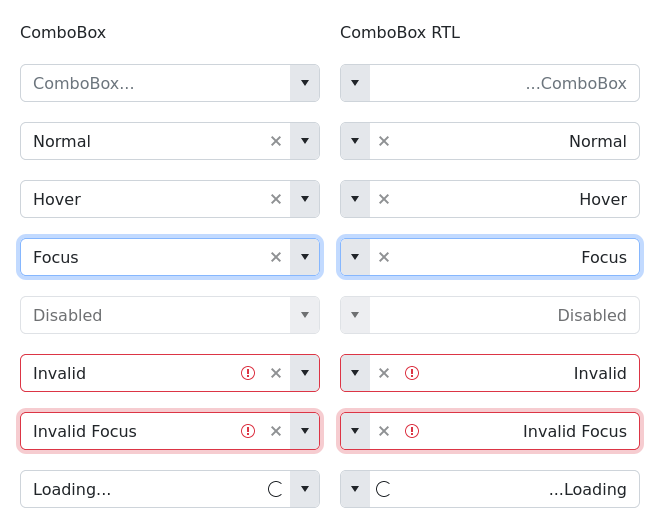 ComboBox
ComboBox RTL
ComboBox...
...ComboBox
Normal
Normal
Hover
Hover
Focus
Focus
Disabled
Disabled
Invalid
Invalid
Invalid Focus
Invalid Focus
Loading...
...Loading